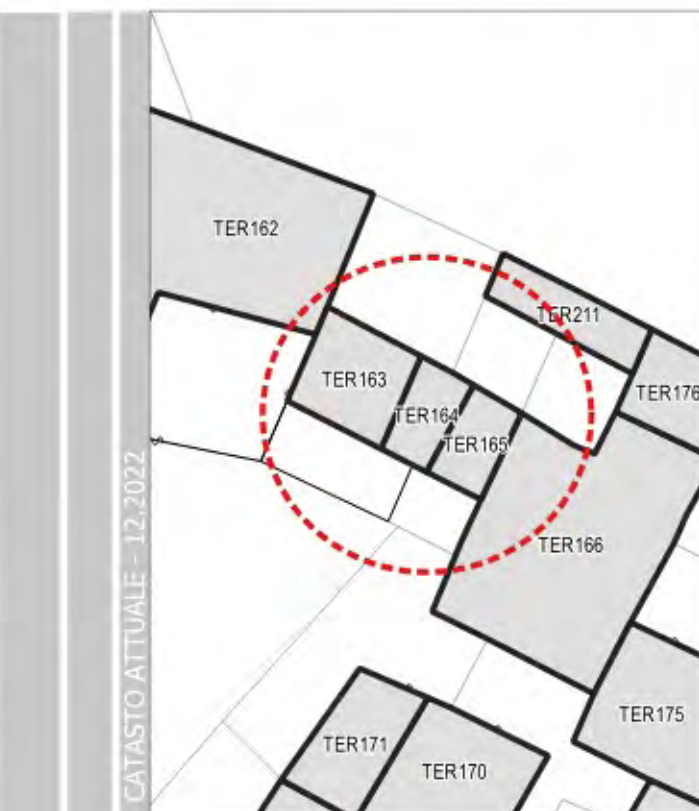 TER162
TER211
TER163
TER176
TER164
TER165
TER166
TER175
TER171
TER170
CATASTO ATTUALE - 12.2022